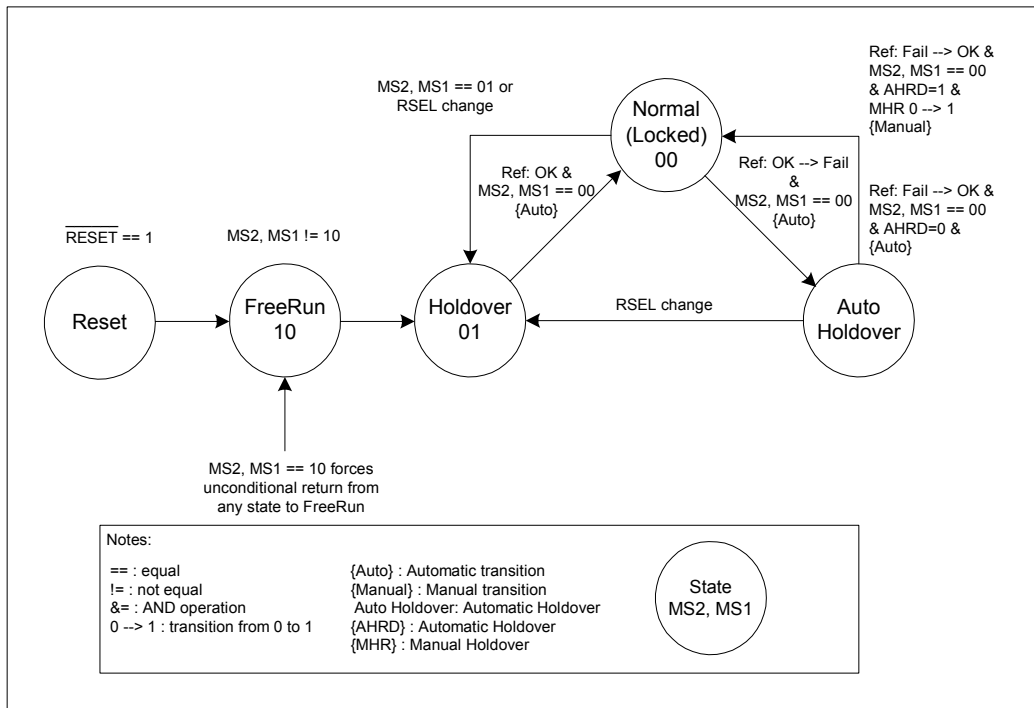 Ref: Fail --> OK &
MS2, MS1 == 00
& AHRD=1 &
MHR 0 --> 1
{Manual}
MS2, MS1 == 01 or
RSEL change
Normal
(Locked)
00
Ref: OK &
MS2, MS1 == 00
{Auto}
Ref: OK --> Fail
&
MS2, MS1 == 00
{Auto}
Ref: Fail --> OK &
MS2, MS1 == 00
& AHRD=0 &
{Auto}
RESET == 1
MS2, MS1 != 10
Reset
FreeRun
10
Holdover
01
RSEL change
Auto
Holdover
MS2, MS1 == 10 forces
unconditional return from
any state to FreeRun
Notes:
== : equal
!= : not equal
&= : AND operation
0 --> 1 : transition from 0 to 1
{Auto} : Automatic transition
{Manual} : Manual transition
Auto Holdover: Automatic Holdover
{AHRD} : Automatic Holdover
{MHR} : Manual Holdover
State
MS2, MS1